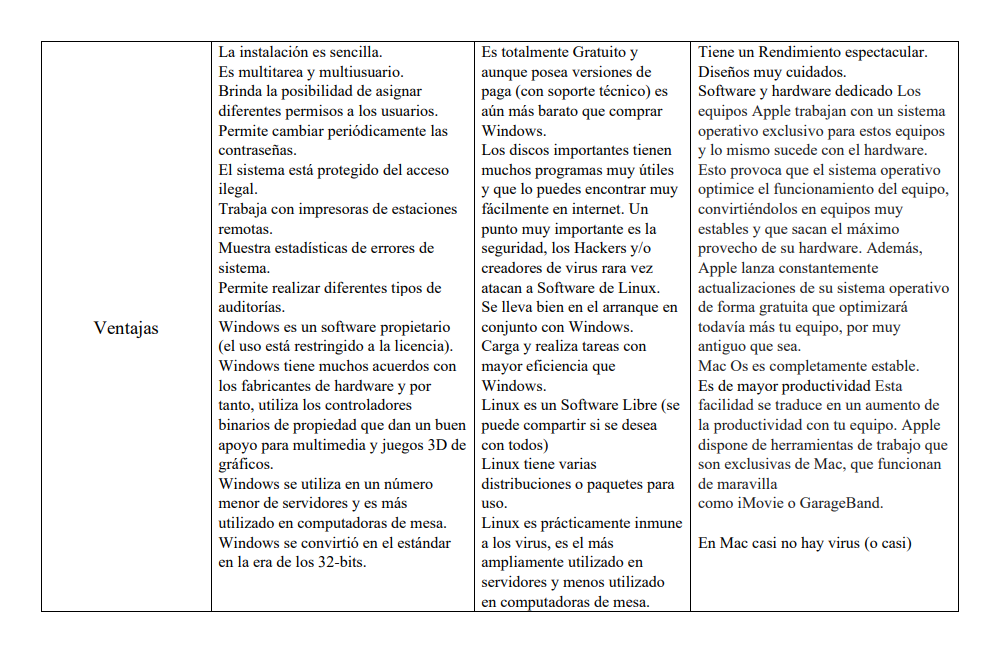 Ventajas
La instalación es sencilla.
Es multitarea y multiusuario.
Brinda la posibilidad de asignar
diferentes permisos a los usuarios.
Permite cambiar periódicamente las
contraseñas.
El sistema está protegido del acceso
ilegal.
Trabaja con impresoras de estaciones
remotas.
Muestra estadísticas de errores de
sistema.
Permite realizar diferentes tipos de
auditorías.
Windows es un software propietario
(el uso está restringido a la licencia).
Windows tiene muchos acuerdos con
los fabricantes de hardware y por
tanto, utiliza los controladores
binarios de propiedad que dan un buen
apoyo para multimedia y juegos 3D de
gráficos.
Windows se utiliza en un número
menor de servidores y es más
utilizado en computadoras de mesa.
Windows se convirtió en el estándar
en la era de los 32-bits.
Es totalmente Gratuito y
aunque posea versiones de
paga (con soporte técnico) es
aún más barato que comprar
Windows.
Los discos importantes tienen
muchos programas muy útiles
y que lo puedes encontrar muy
fácilmente en internet. Un
punto muy importante es la
seguridad, los Hackers y/o
creadores de virus rara vez
atacan a Software de Linux.
Se lleva bien en el arranque en
conjunto con Windows.
Carga y realiza tareas con
mayor eficiencia que
Windows.
Linux es un Software Libre (se
puede compartir si se desea
con todos)
Linux tiene varias
distribuciones o paquetes para
uso.
Linux es prácticamente inmune
a los virus, es el más
ampliamente utilizado en
servidores y menos utilizado
en computadoras de mesa.
Tiene un Rendimiento espectacular.
Diseños muy cuidados.
Software y hardware dedicado Los
equipos Apple trabajan con un sistema
operativo exclusivo para estos equipos
y lo mismo sucede con el hardware.
Esto provoca que el sistema operativo
optimice el funcionamiento del equipo,
convirtiéndolos en equipos muy
estables y que sacan el máximo
provecho de su hardware. Además,
Apple lanza constantemente
actualizaciones de su sistema operativo
de forma gratuita que optimizará
todavía más tu equipo, por muy
antiguo que sea.
Mac Os es completamente estable.
Es de mayor productividad Esta
facilidad se traduce en un aumento de
la productividad con tu equipo. Apple
dispone de herramientas de trabajo que
son exclusivas de Mac, que funcionan
de maravilla
como iMovie o GarageBand.
En Mac casi no hay virus (o casi)